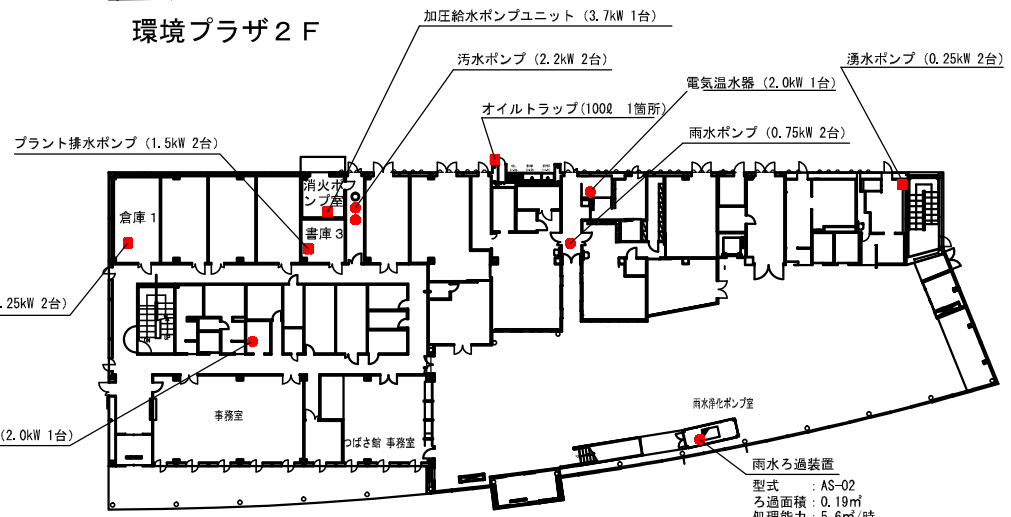 環境プラザ２Ｆ
加圧給水ポンプユニット (3.7kW 1台)
汚水ポンプ (2.2kW 2台)
湧水ポンプ (0.25kW 2台)
電気温水器 (2.0kW 1台)
オイルトラップ(100ℓ 1箇所)
雨水ポンプ (0.75kW 2台)
プラント排水ポンプ (1.5kW 2台)
消火ポ
ンプ室
倉庫１
書庫３
.25kW 2台)
(2.0kW 1台)
事務室
つばさ館 事務室
雨水浄化ポンプ室
雨水ろ過装置
型式 : AS-02
ろ過面積 : 0.19㎡
処理能力 : 5.6㎥/時